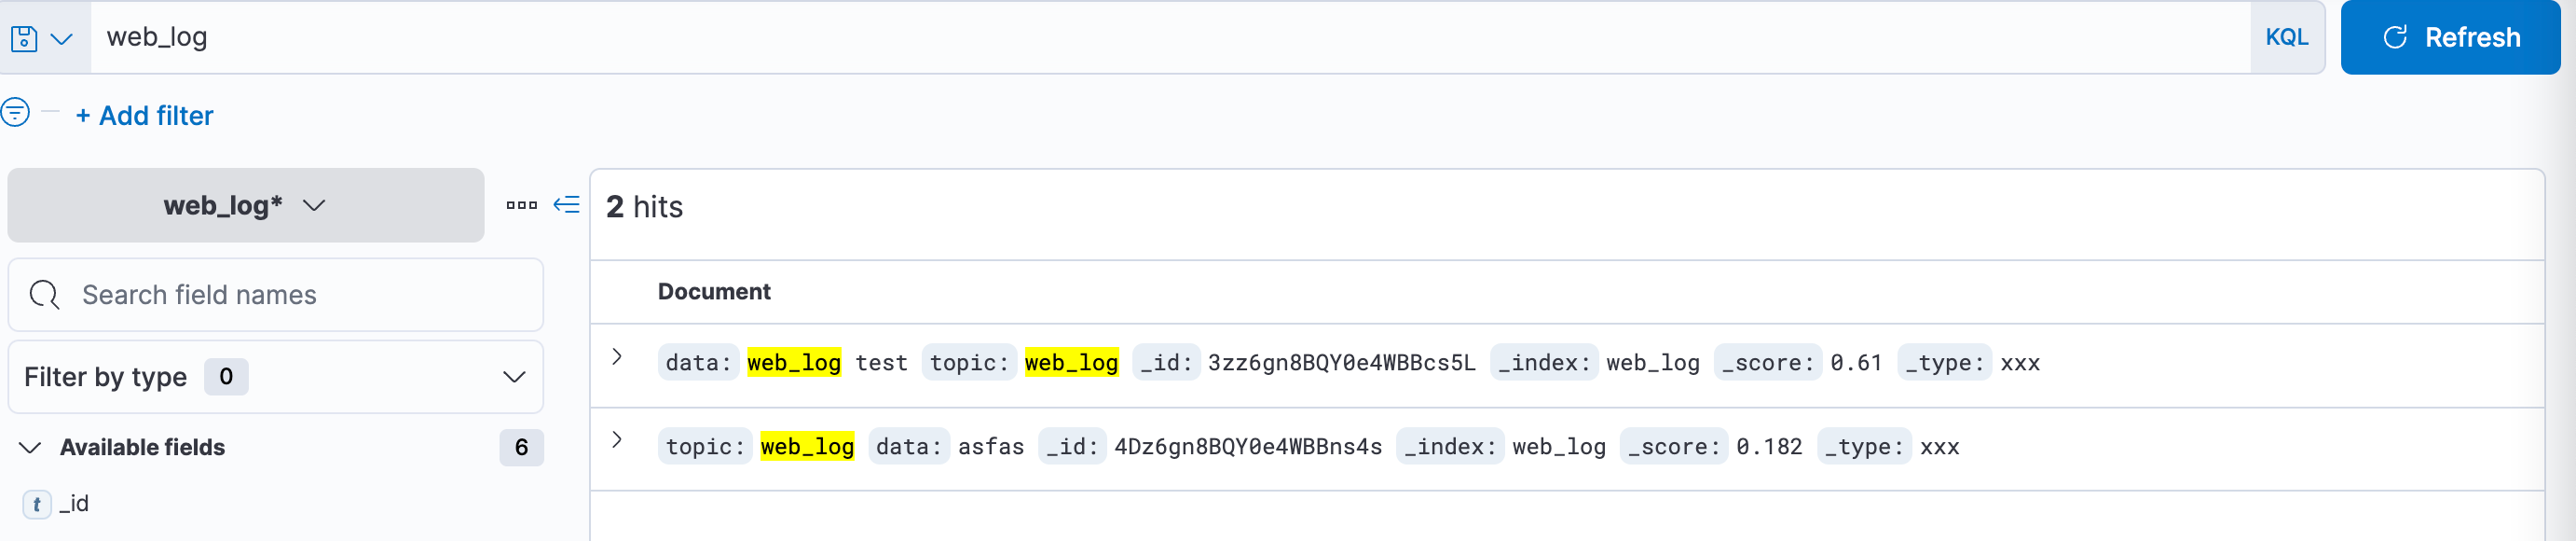 web_log KQL Refresh
+ Add filter
web_log*
2 hits
Search field names
Document
Filter by type 0
data: web_log test topic: web_log _id: 3zz6gn8BQY0e4WBBcs5L _index: web_log _score: 0.61 _type: xxx
Available fields 6
topic: web_log data: asfas _id: 4Dz6gn8BQY0e4WBBns4s _index: web_log _score: 0.182 _type: xxx
t _id